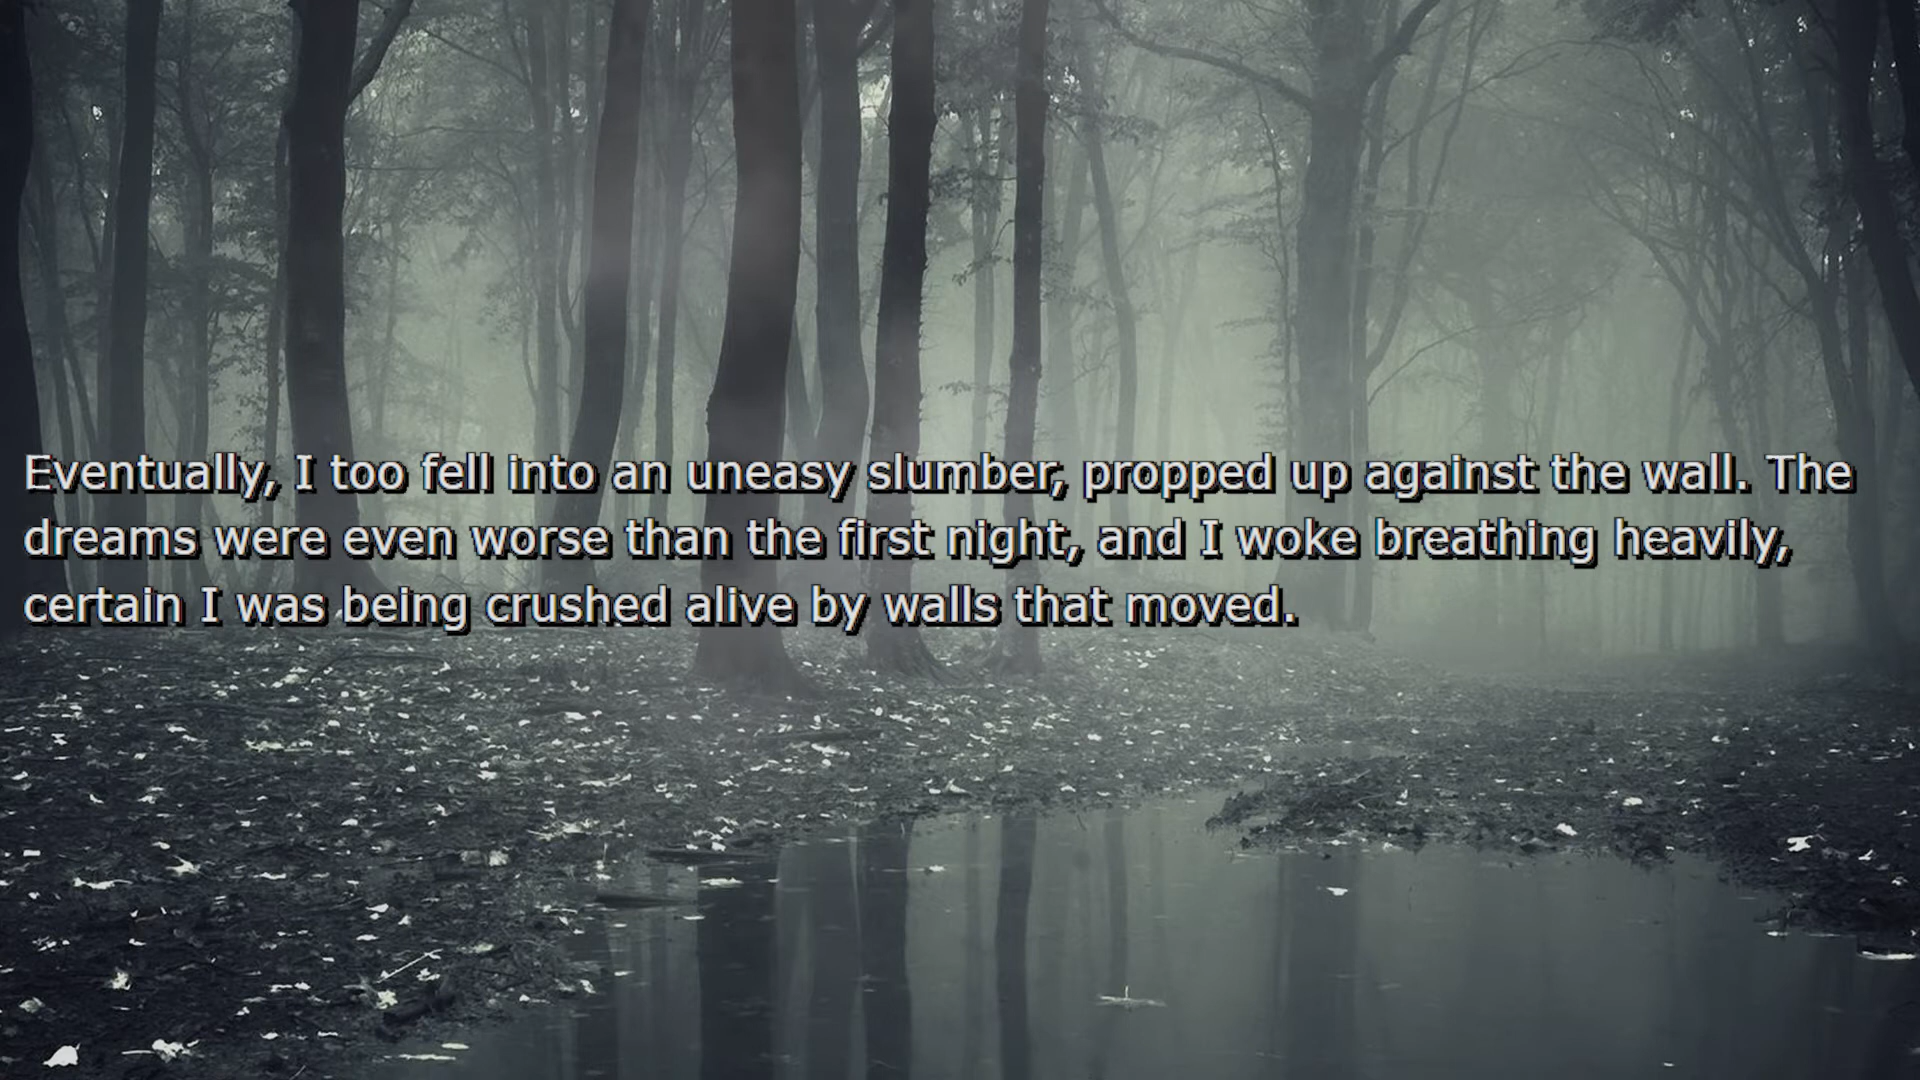 Eventually, I too fell into an uneasy slumber, propped up against the wall. The
dreams were even worse than the first night, and I woke breathing heavily,
certain I was being crushed alive by walls that moved.